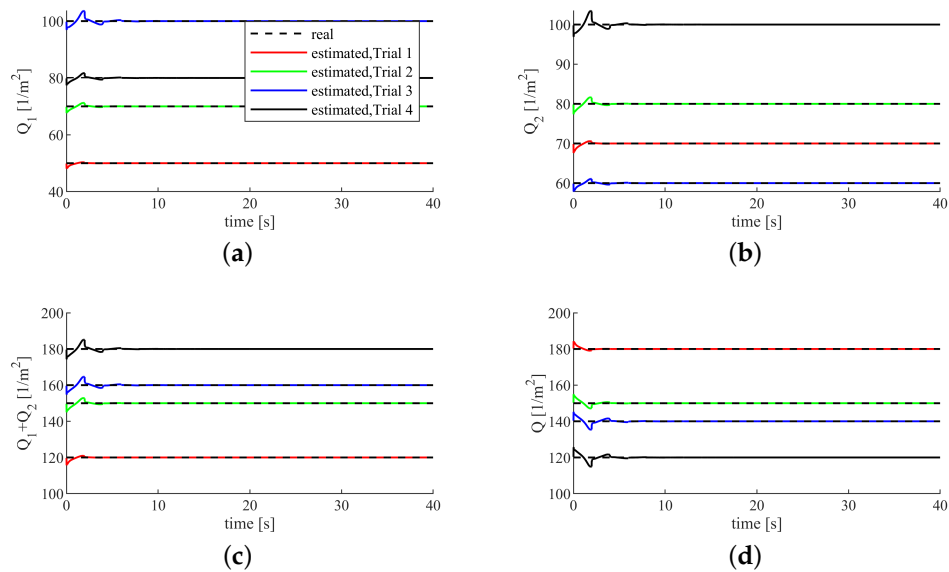 100
80
60
40
Q1 [1/m2]
real
estimated,Trial 1
estimated,Trial 2
estimated,Trial 3
estimated,Trial 4
0 10 20 30 40
time [s]
(a)
100
90
80
70
60
Q2 [1/m2]
0 10 20 30 40
time [s]
(b)
200
180
160
140
120
100
Q1+Q2 [1/m2]
0 10 20 30 40
time [s]
(c)
200
180
160
140
120
100
Q [1/m2]
0 10 20 30 40
time [s]
(d)